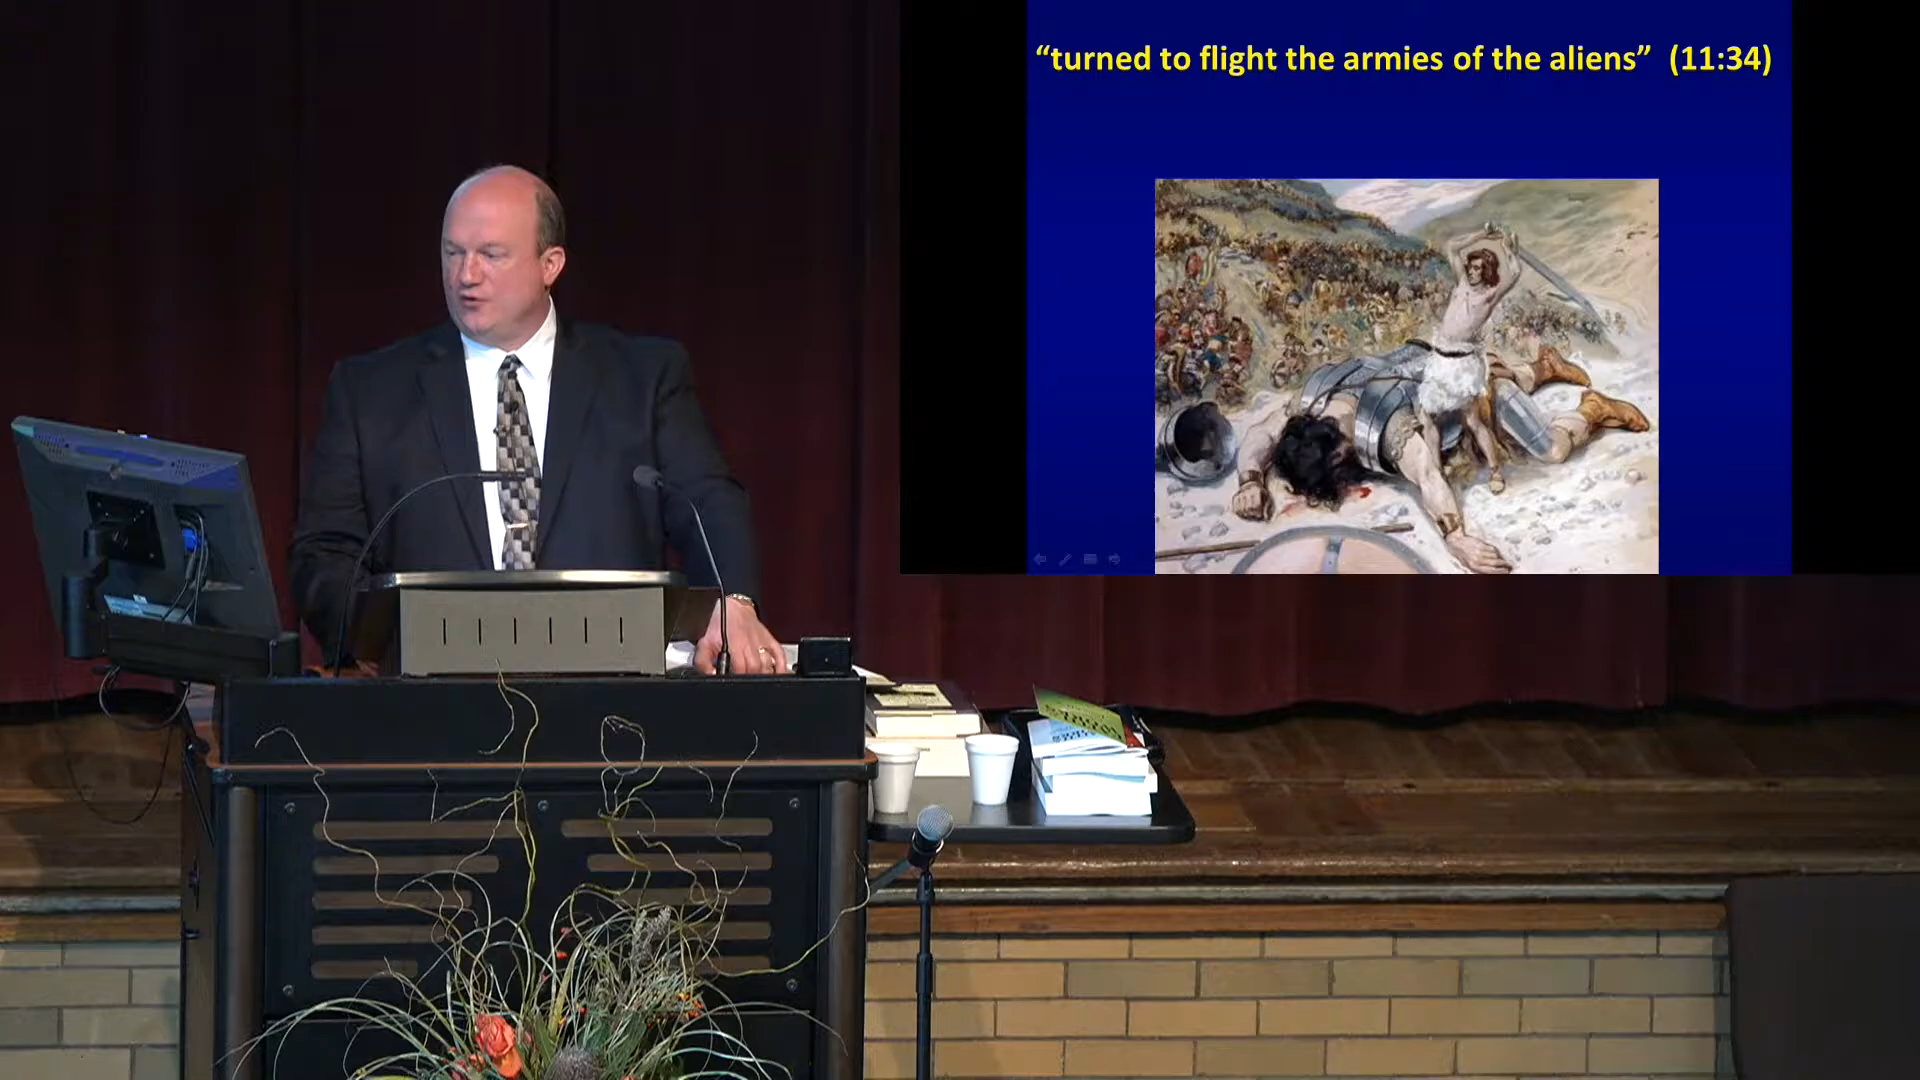 “turned to flight the armies of the aliens” (11:34)